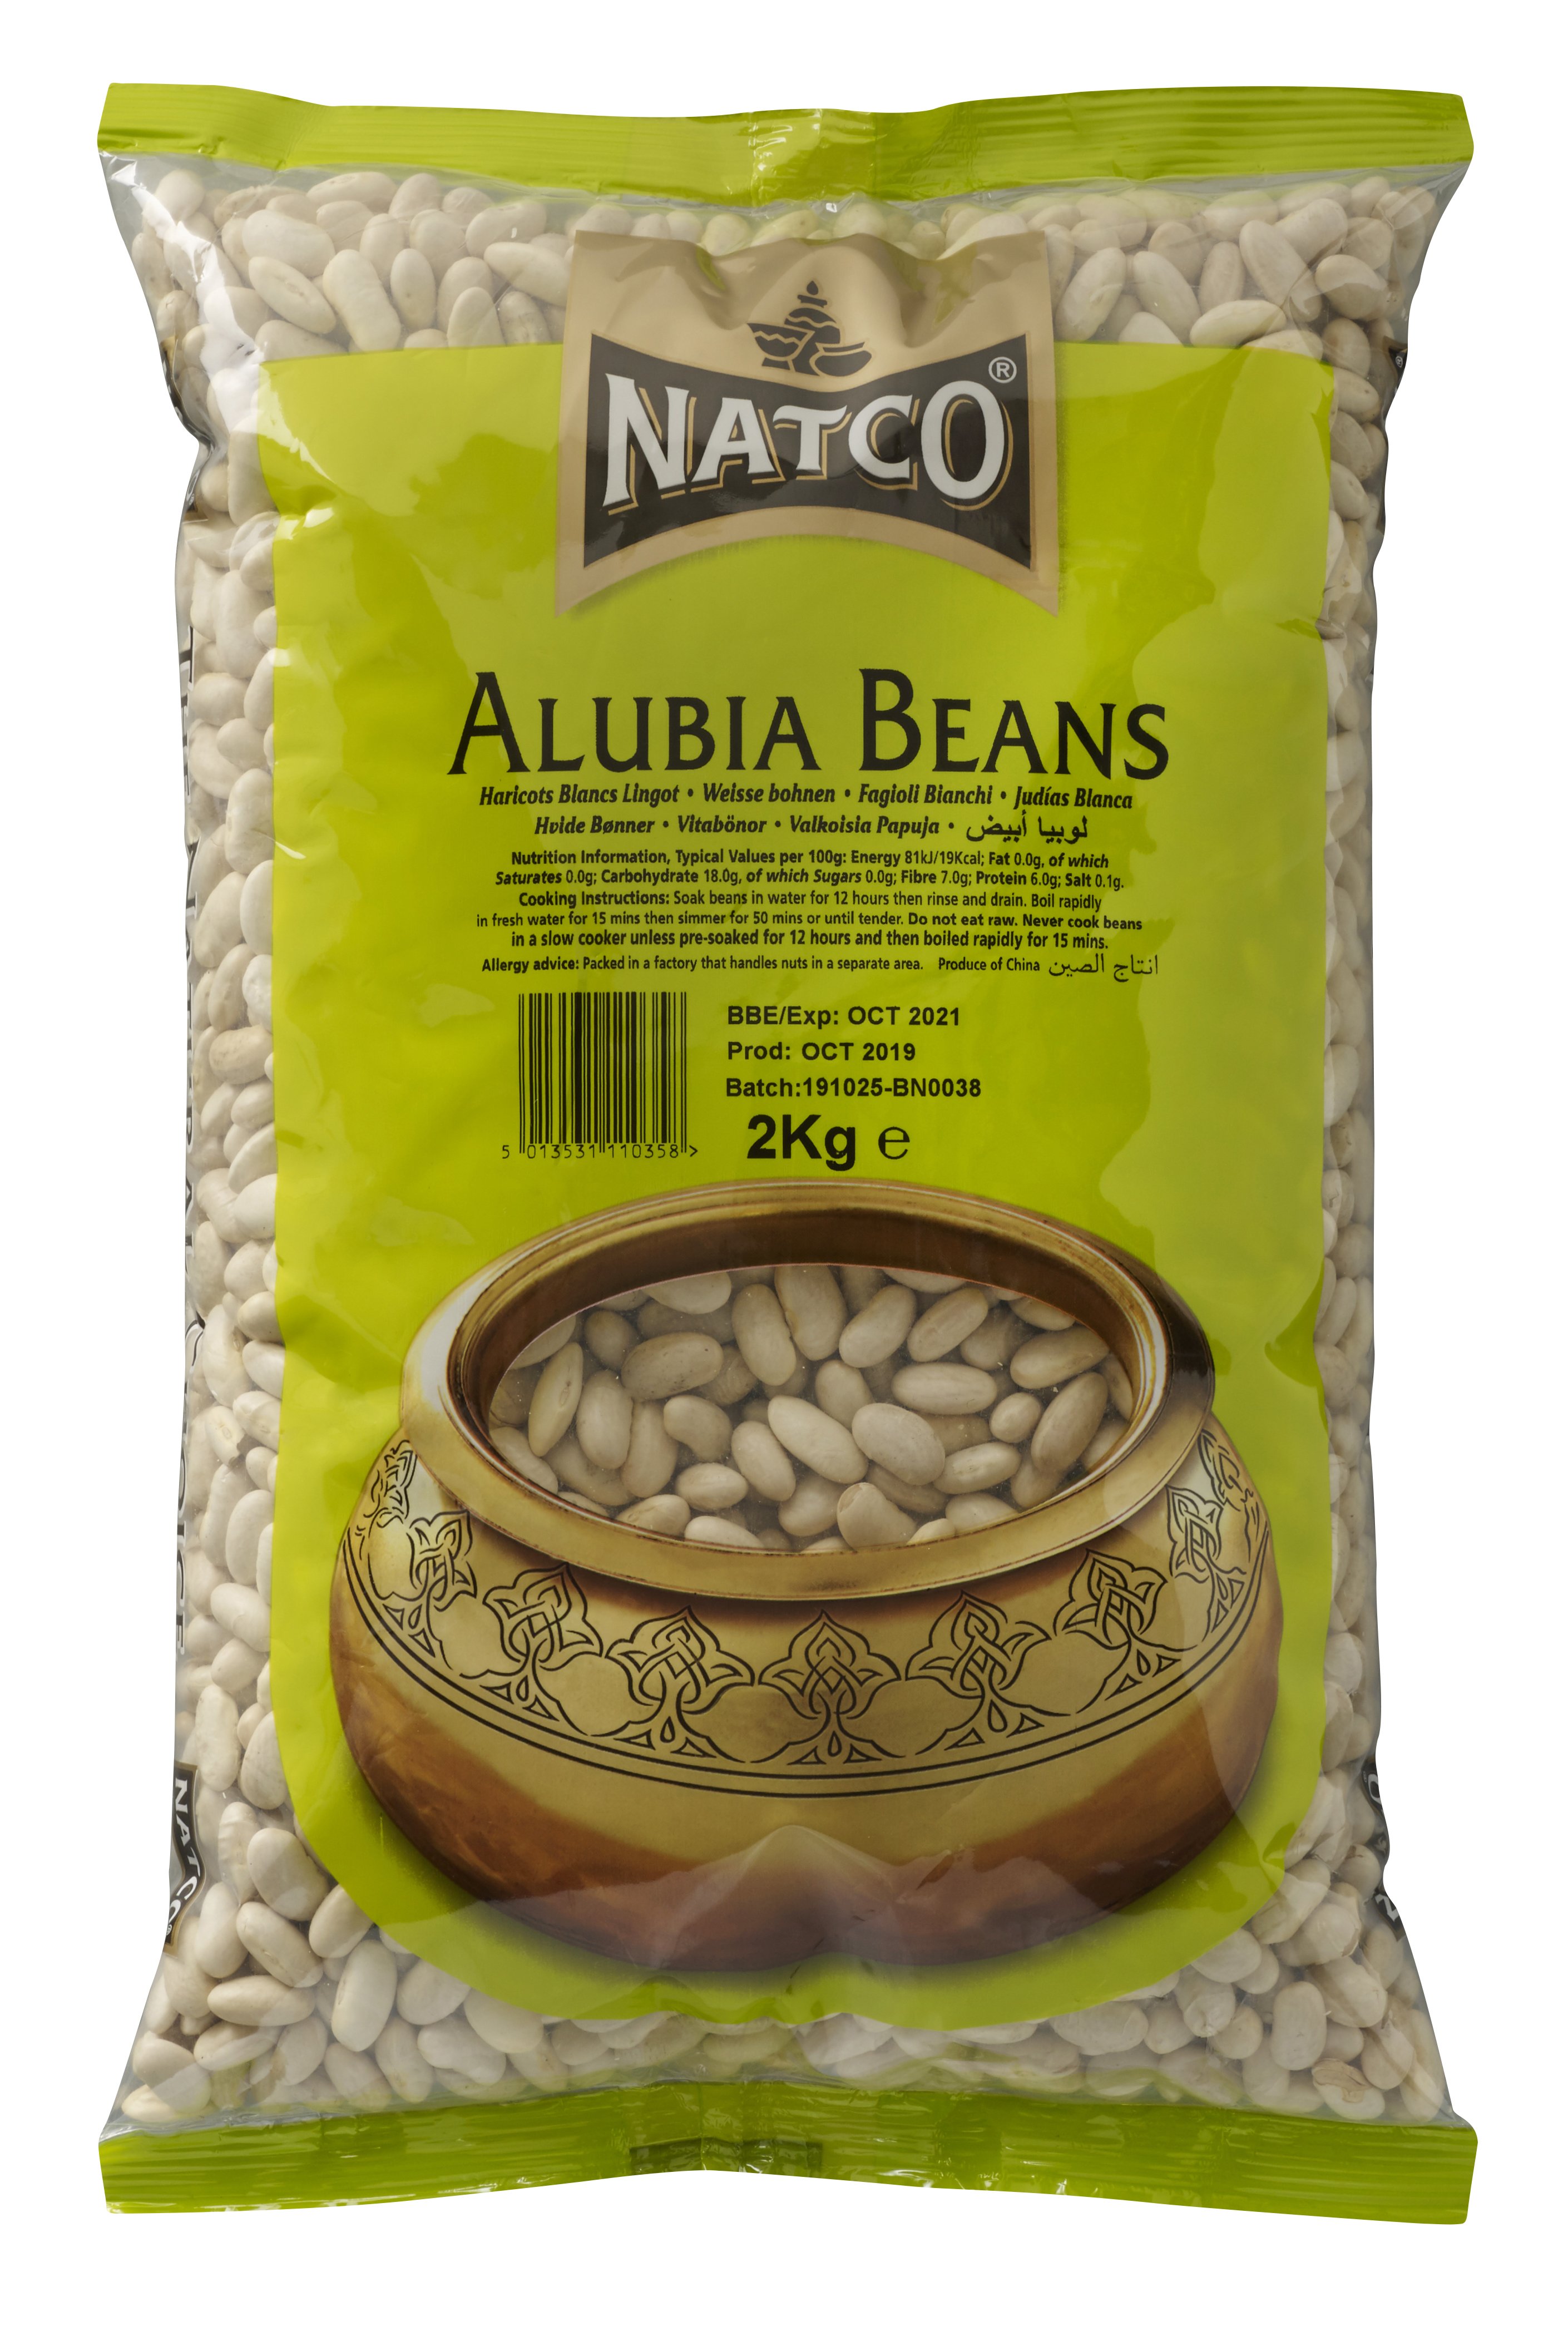 NATCO®
ALUBIA BEANS
Haricots Blancs Lingot • Weisse bohnen • Fagioli Bianchi • Judías Blanca
Hvide Bønner • Vitabönor • Valkoisia Papuja • لوبيا أبيض
Nutrition Information, Typical Values per 100g: Energy 81kJ/19Kcal; Fat 0.0g, of which
Saturates 0.0g; Carbohydrate 18.0g, of which Sugars 0.0g; Fibre 7.0g; Protein 6.0g; Salt 0.1g.
Cooking Instructions: Soak beans in water for 12 hours then rinse and drain. Boil rapidly
in fresh water for 15 mins then simmer for 50 mins or until tender. Do not eat raw. Never cook beans
in a slow cooker unless pre-soaked for 12 hours and then boiled rapidly for 15 mins.
Allergy advice: Packed in a factory that handles nuts in a separate area. Produce of China انتاج الصين
BBE/Exp: OCT 2021
Prod: OCT 2019
Batch:191025-BN0038
2Kg ℮
5 013531 110358 >
NATCO